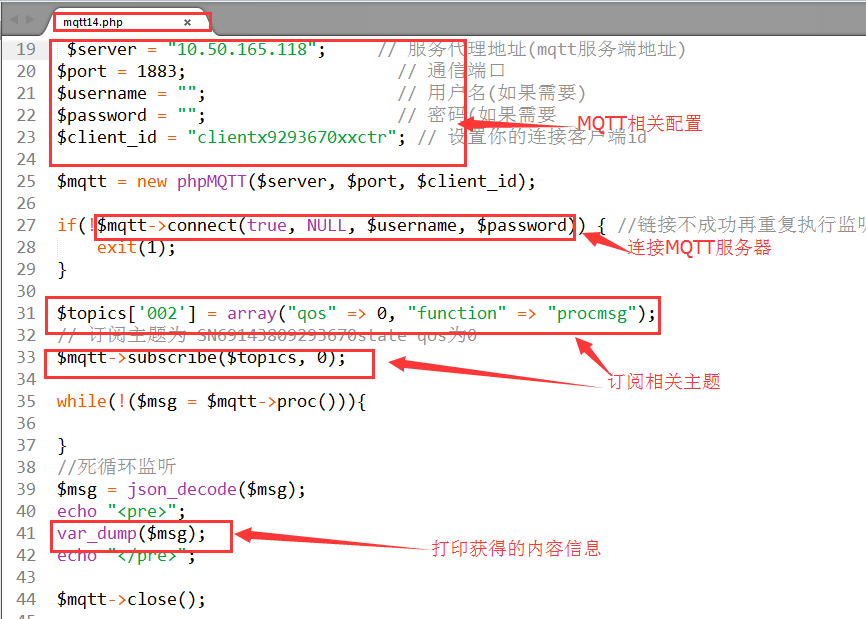 mqtt14.php ×
19 $server = "10.50.165.118"; // 服务代理地址(mqtt服务端地址)
20 $port = 1883; // 通信端口
21 $username = ""; // 用户名(如果需要)
22 $password = ""; // 密码(如果需要
MQTT相关配置
23 $client_id = "clientx9293670xxctr"; // 设置你的连接客户端id
24
25 $mqtt = new phpMQTT($server, $port, $client_id);
26
27 if(!$mqtt->connect(true, NULL, $username, $password)) { //链接不成功再重复执行监听
28 exit(1);
连接MQTT服务器
29 }
30
31 $topics['002'] = array("qos" => 0, "function" => "procmsg");
32 // 订阅主题为 SN69143809293670state qos为0
33 $mqtt->subscribe($topics, 0);
34
订阅相关主题
35 while(!($msg = $mqtt->proc())){
36
37 }
38 //死循环监听
39 $msg = json_decode($msg);
40 echo "<pre>";
41 var_dump($msg);
打印获得的内容信息
42 echo "</pre>";
43
44 $mqtt->close();